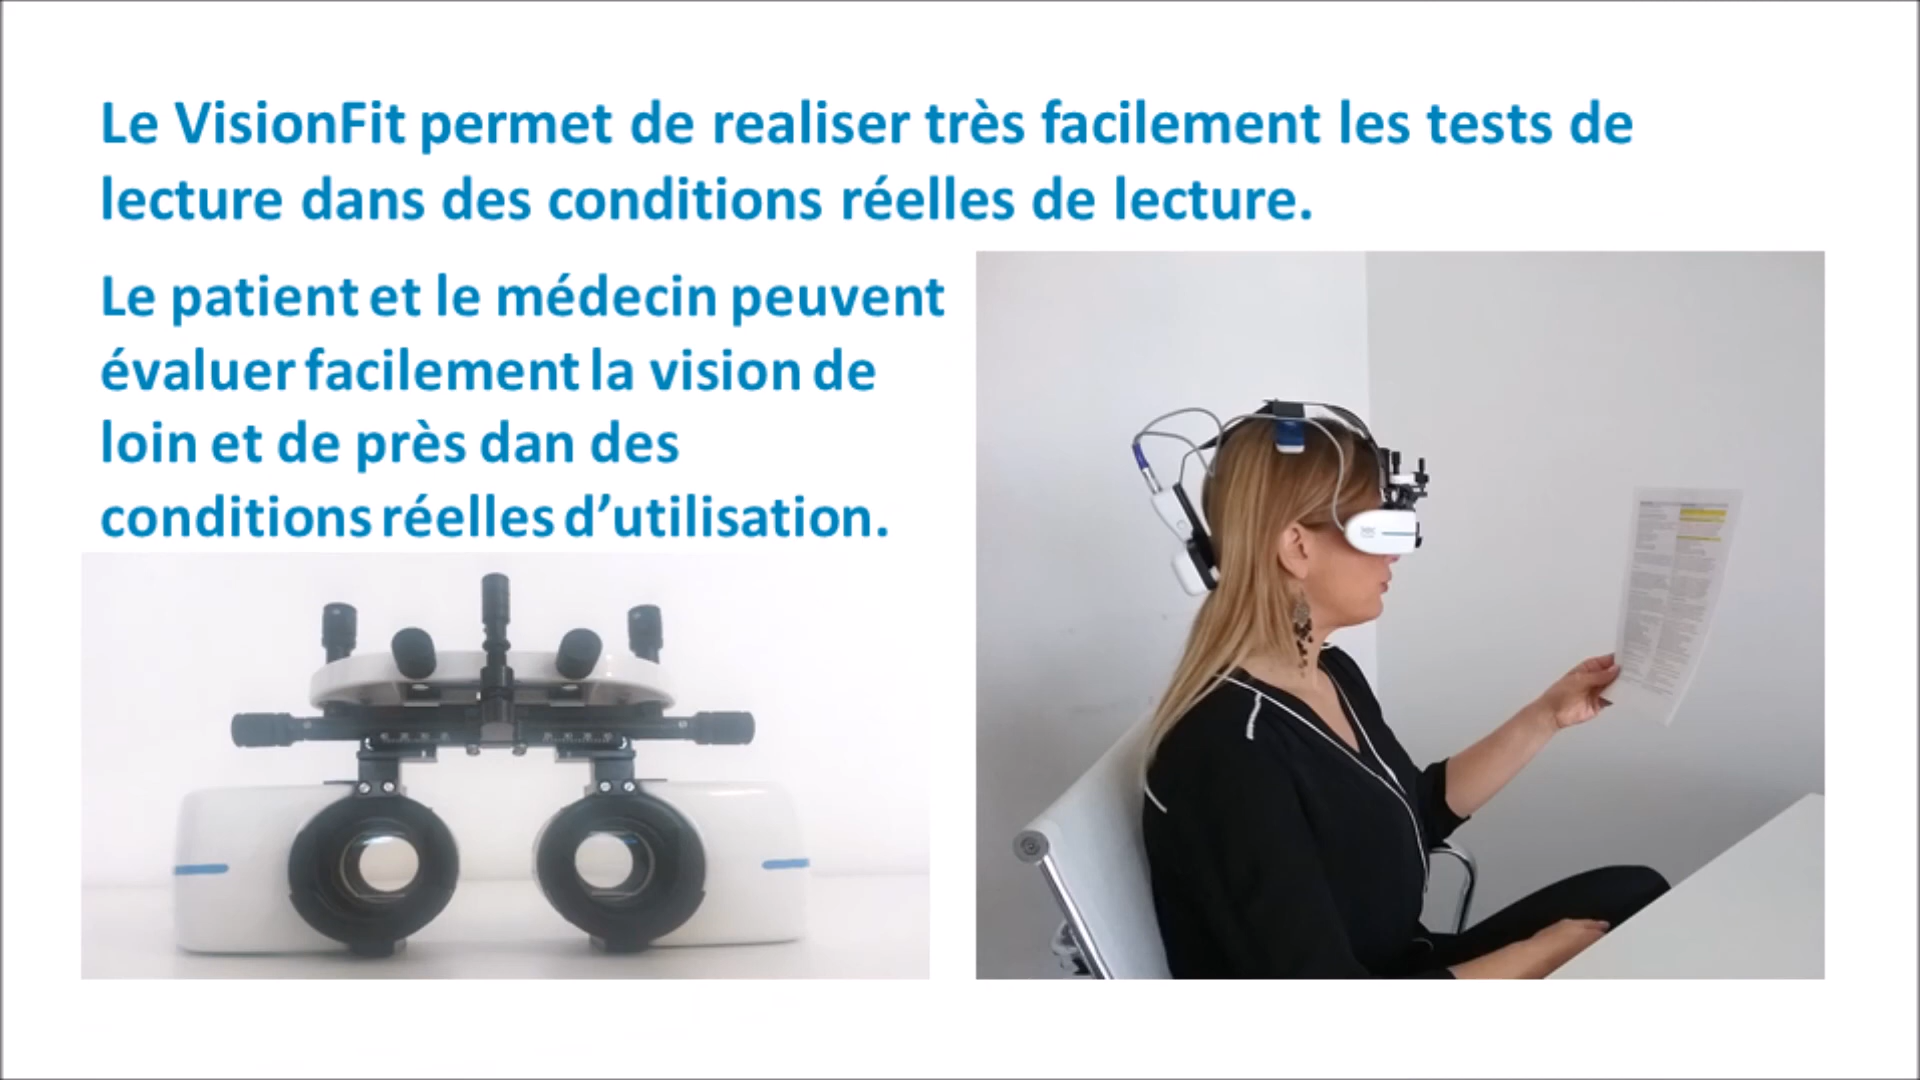 Le VisionFit permet de realiser très facilement les tests de
lecture dans des conditions réelles de lecture.
Le patient et le médecin peuvent
évaluer facilement la vision de
loin et de près dan des
conditions réelles d’utilisation.